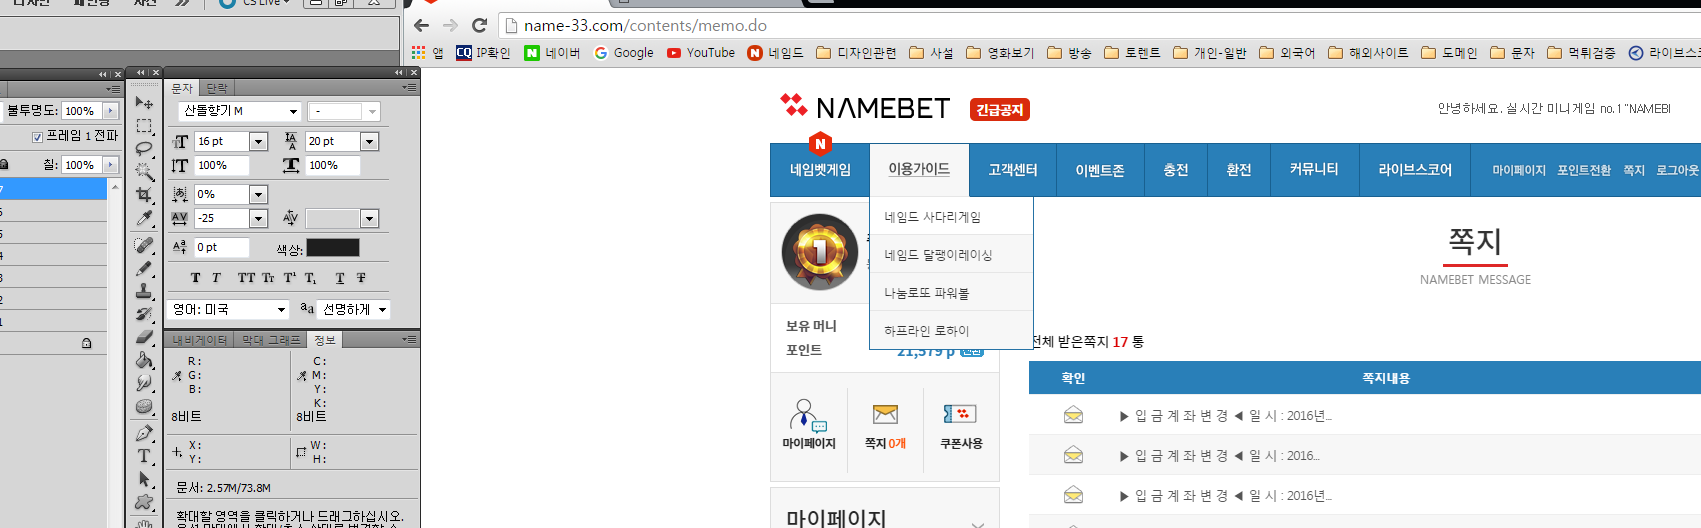 CS Live
name-33.com/contents/memo.do
앱 IP확인 네이버 Google YouTube 네임드 디자인관련 사설 영화보기 방송 토렌트 개인-일반 외국어 해외사이트 도메인 문자 먹튀검증
불투명도: 100%
프레임 1 전파
칠: 100%
문자 단락
산돌향기 M -
16 pt 20 pt
100% 100%
0%
-25
0 pt 색상:
영어: 미국 선명하게
내비게이터 막대 그래프 정보
R: C:
G: M:
B: Y:
K:
8비트 8비트
X: W:
Y: H:
문서: 2.57M/73.8M
확대할 영역을 클릭하거나 드래그하십시오.
NAMEBET 긴급공지
안녕하세요. 실시간 미니게임 no.1 "NAMEBI
N
네임벳게임 이용가이드 고객센터 이벤트존 충전 환전 커뮤니티 라이브스코어 마이페이지 포인트전환 쪽지 로그아웃
네임드 사다리게임
네임드 달팽이레이싱
나눔로또 파워볼
하프라인 로하이
1
보유 머니
포인트 21,579 p
마이페이지 쪽지 0개 쿠폰사용
마이페이지
쪽지
NAMEBET MESSAGE
전체 받은쪽지 17 통
확인 쪽지내용
▶ 입 금 계 좌 변 경 ◀ 일 시 : 2016년...
▶ 입 금 계 좌 변 경 ◀ 일 시 : 2016...
▶ 입 금 계 좌 변 경 ◀ 일 시 : 2016년...